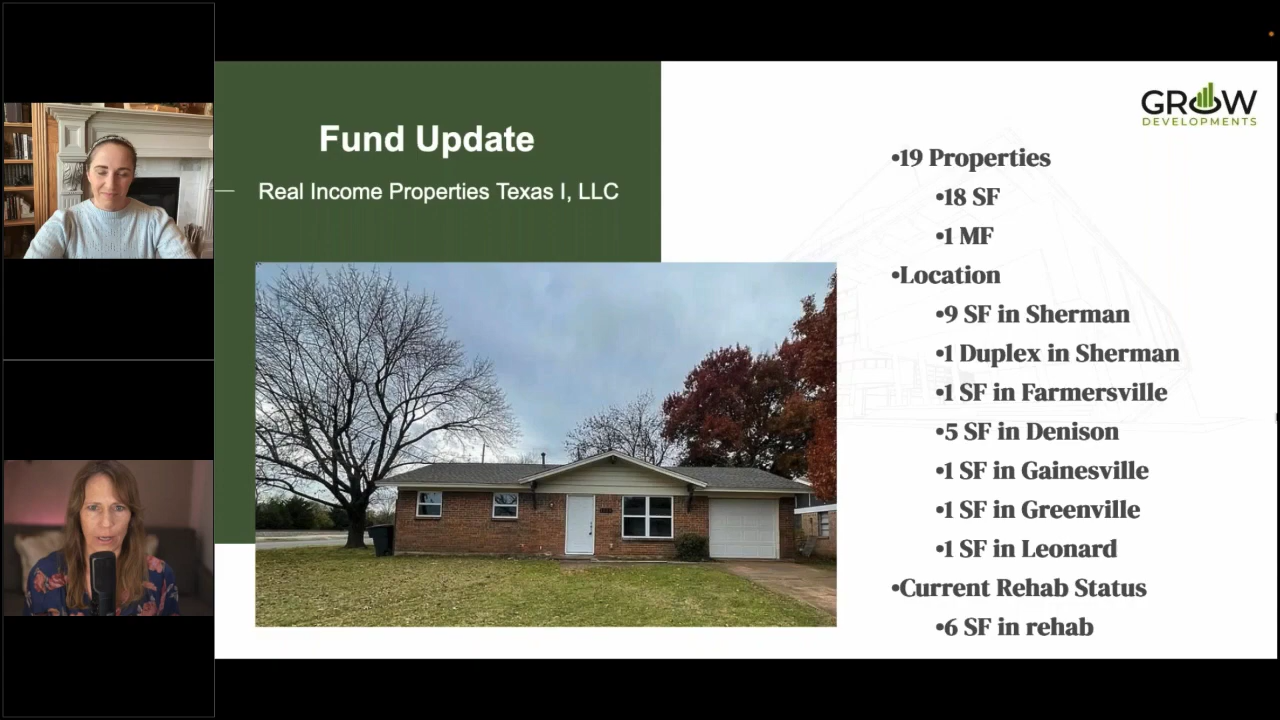 Fund Update
Real Income Properties Texas I, LLC
GROW
DEVELOPMENTS
•19 Properties
•18 SF
•1 MF
•Location
•9 SF in Sherman
•1 Duplex in Sherman
•1 SF in Farmersville
•5 SF in Denison
•1 SF in Gainesville
•1 SF in Greenville
•1 SF in Leonard
•Current Rehab Status
•6 SF in rehab